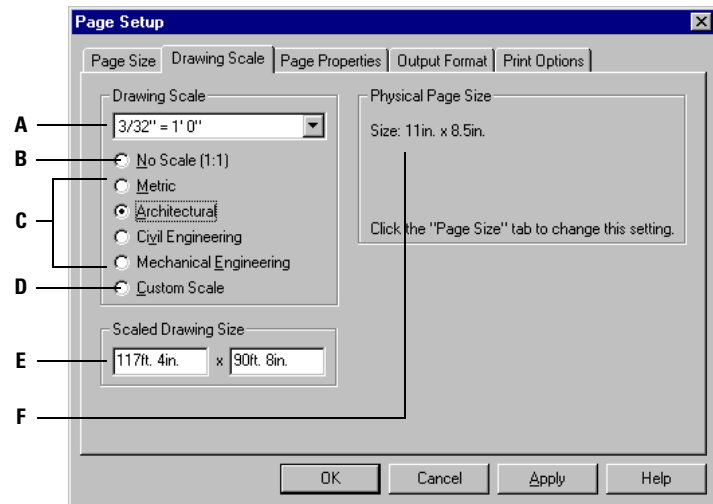 Page Setup
Page Size Drawing Scale Page Properties Output Format Print Options
Drawing Scale
A
3/32" = 1' 0"
B
No Scale (1:1)
C
Metric
Architectural
Civil Engineering
Mechanical Engineering
D
Custom Scale
Scaled Drawing Size
E
117ft. 4in. x 90ft. 8in.
Physical Page Size
Size: 11in. x 8.5in.
Click the "Page Size" tab to change this setting.
F
OK Cancel Apply Help